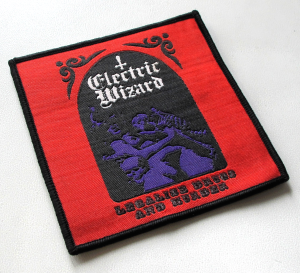 Electric
Wizard
LEGALISE DRUGS
AND MURDER